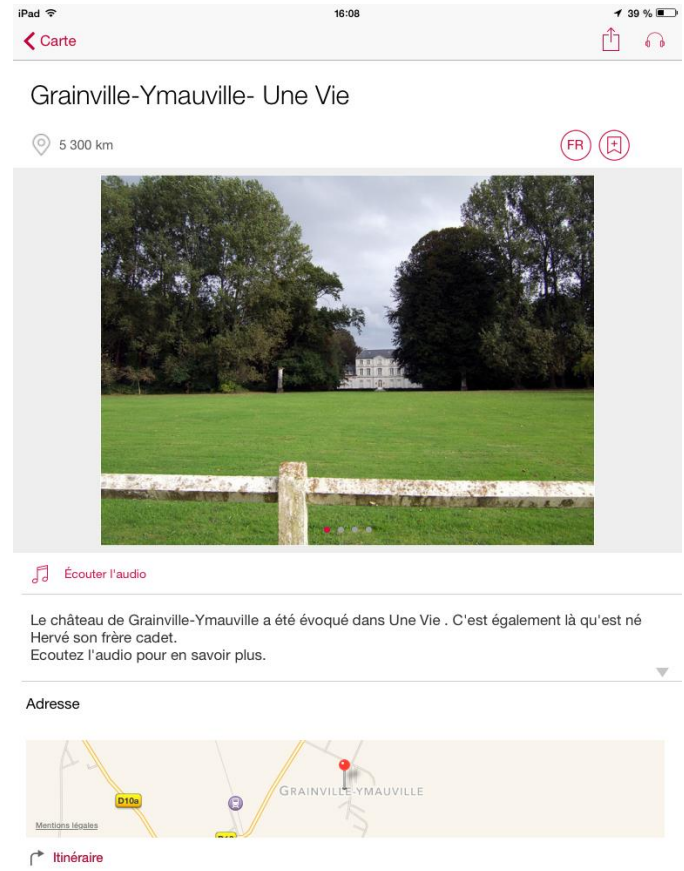 iPad 16:08 39 %
Carte
Grainville-Ymauville- Une Vie
5 300 km FR
Écouter l'audio
Le château de Grainville-Ymauville a été évoqué dans Une Vie . C'est également là qu'est né
Hervé son frère cadet.
Ecoutez l'audio pour en savoir plus.
Adresse
GRAINVILLE-YMAUVILLE
D10a
Mentions légales
Itinéraire